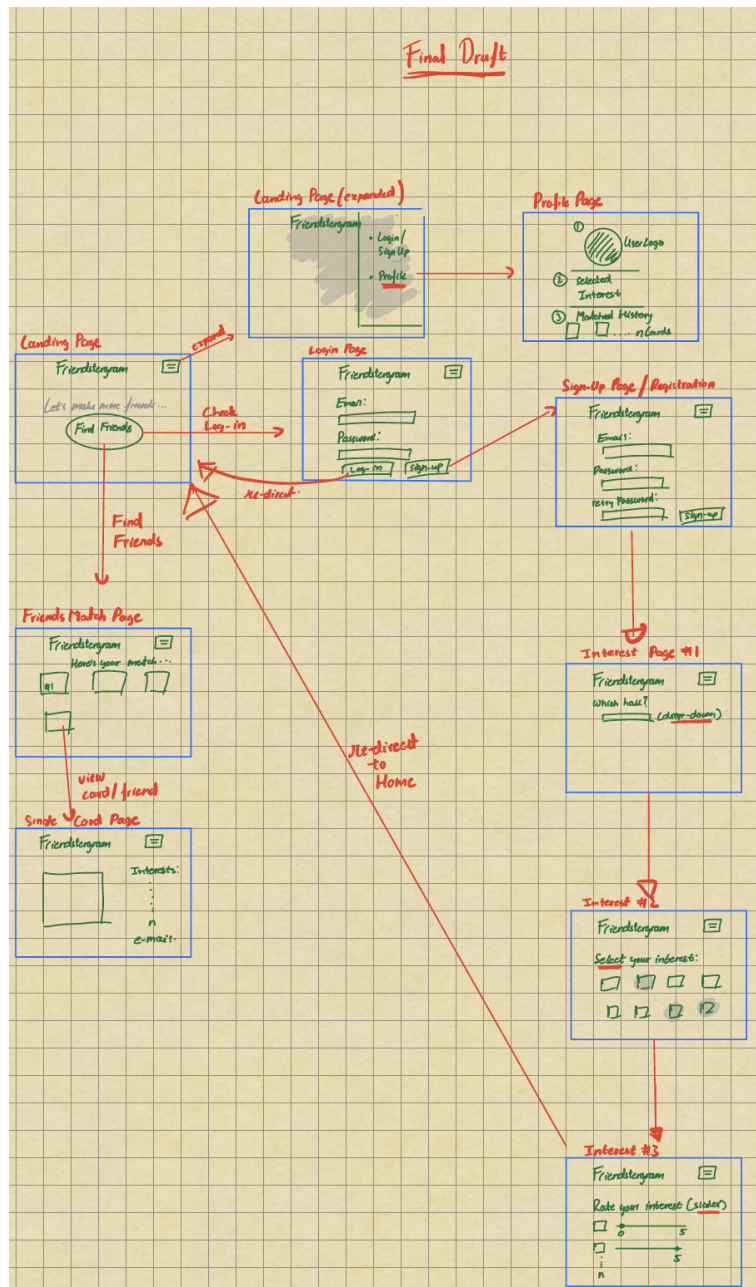 Final Draft
Landing Page (expanded)
Friendstergram
• Login/
Sign Up
• Profile
Profile Page
①
User Logo
② Selected
Interest
③ Matched History
.... n Cards
Landing Page
expand
Friendstergram
Let's make more friends...
Find Friends
Check
Log-in
Find
Friends
Login Page
Friendstergram
Email:
Password:
Log-in
Sign-up
re-direct.
Sign-Up Page / Registration
Friendstergram
Email:
Password:
retry Password:
Sign-up
Friends Match Page
Friendstergram
Here's your match...
#1
view
card/friend
Single Card Page
Friendstergram
Interests:
n
e-mail.
Re-direct
to
Home
Interest Page #1
Friendstergram
Which hall?
(drop-down)
Interest #2
Friendstergram
Select your interest:
Interest #3
Friendstergram
Rate your interest (slider)
0 5
5
n